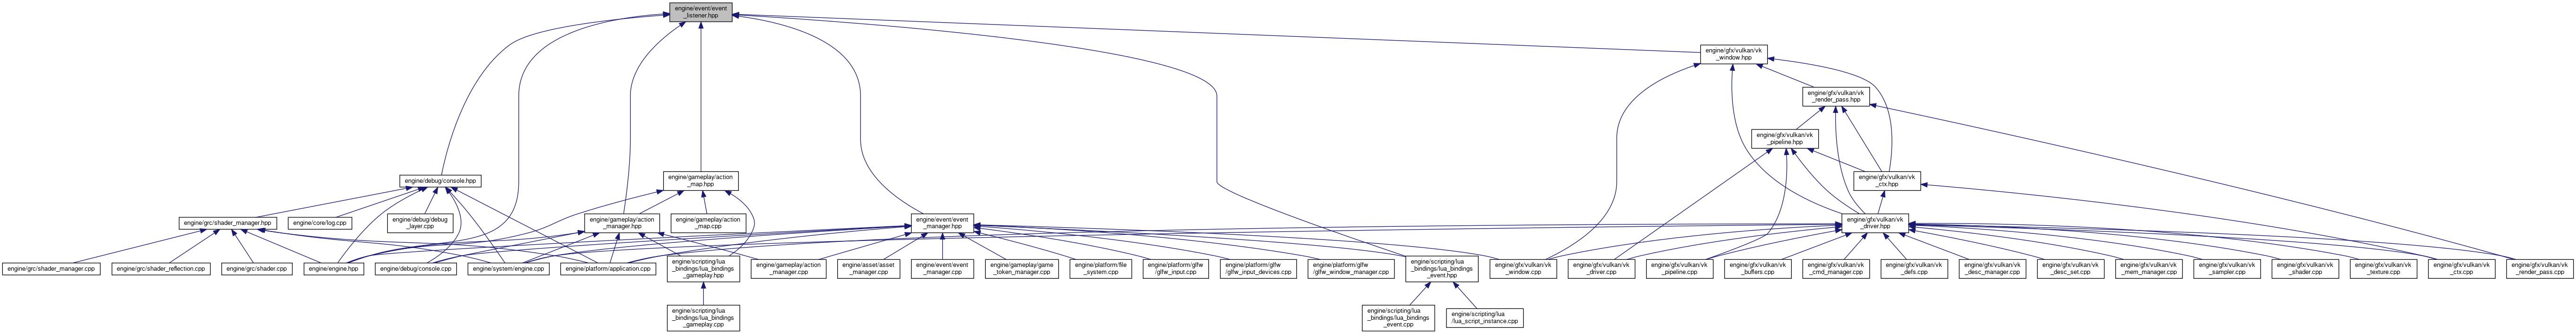 engine/event/event
_listener.hpp
engine/gfx/vulkan/vk
_window.hpp
engine/gfx/vulkan/vk
_render_pass.hpp
engine/gfx/vulkan/vk
_pipeline.hpp
engine/debug/console.hpp
engine/gameplay/action
_map.hpp
engine/gfx/vulkan/vk
_ctx.hpp
engine/grc/shader_manager.hpp
engine/core/log.cpp
engine/debug/debug
_layer.cpp
engine/gameplay/action
_manager.hpp
engine/gameplay/action
_map.cpp
engine/event/event
_manager.hpp
engine/gfx/vulkan/vk
_driver.hpp
engine/grc/shader_manager.cpp
engine/grc/shader_reflection.cpp
engine/grc/shader.cpp
engine/engine.hpp
engine/debug/console.cpp
engine/system/engine.cpp
engine/platform/application.cpp
engine/scripting/lua
_bindings/lua_bindings
_gameplay.hpp
engine/gameplay/action
_manager.cpp
engine/asset/asset
_manager.cpp
engine/event/event
_manager.cpp
engine/gameplay/game
_token_manager.cpp
engine/platform/file
_system.cpp
engine/platform/glfw
/glfw_input.cpp
engine/platform/glfw
/glfw_input_devices.cpp
engine/platform/glfw
/glfw_window_manager.cpp
engine/scripting/lua
_bindings/lua_bindings
_event.hpp
engine/gfx/vulkan/vk
_window.cpp
engine/gfx/vulkan/vk
_driver.cpp
engine/gfx/vulkan/vk
_pipeline.cpp
engine/gfx/vulkan/vk
_buffers.cpp
engine/gfx/vulkan/vk
_cmd_manager.cpp
engine/gfx/vulkan/vk
_defs.cpp
engine/gfx/vulkan/vk
_desc_manager.cpp
engine/gfx/vulkan/vk
_desc_set.cpp
engine/gfx/vulkan/vk
_mem_manager.cpp
engine/gfx/vulkan/vk
_sampler.cpp
engine/gfx/vulkan/vk
_shader.cpp
engine/gfx/vulkan/vk
_texture.cpp
engine/gfx/vulkan/vk
_ctx.cpp
engine/gfx/vulkan/vk
_render_pass.cpp
engine/scripting/lua
_bindings/lua_bindings
_gameplay.cpp
engine/scripting/lua
_bindings/lua_bindings
_event.cpp
engine/scripting/lua
/lua_script_instance.cpp